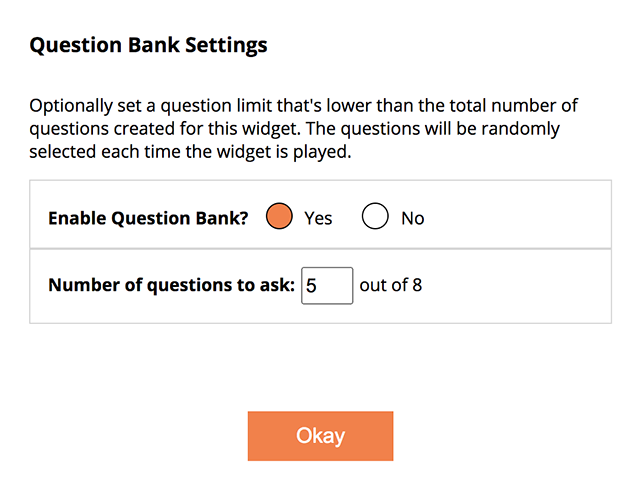 Question Bank Settings
Optionally set a question limit that's lower than the total number of
questions created for this widget. The questions will be randomly
selected each time the widget is played.
Enable Question Bank? Yes No
Number of questions to ask: 5 out of 8
Okay